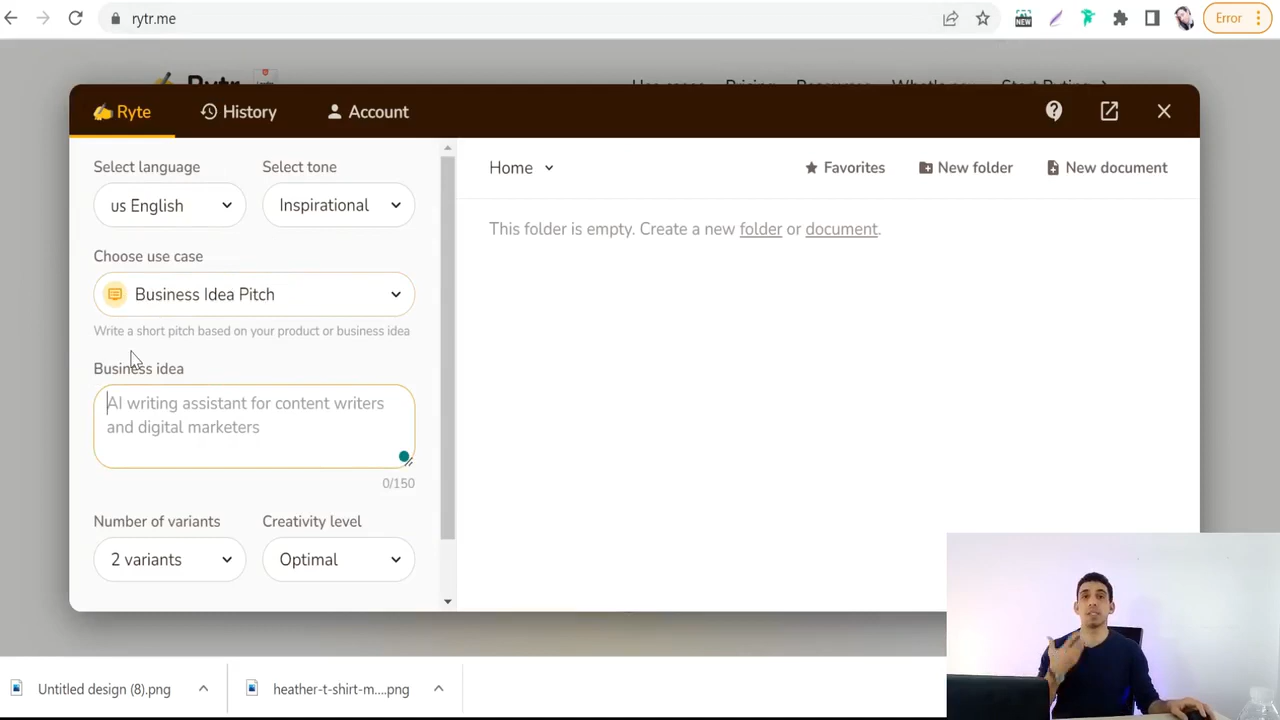 rytr.me
NEW
Error
Rytr
Ryte
History
Account
Select language
Select tone
us English
Inspirational
Choose use case
Business Idea Pitch
Write a short pitch based on your product or business idea
Business idea
AI writing assistant for content writers
and digital marketers
0/150
Number of variants
Creativity level
2 variants
Optimal
Home
Favorites
New folder
New document
This folder is empty. Create a new folder or document.
Untitled design (8).png
heather-t-shirt-m....png